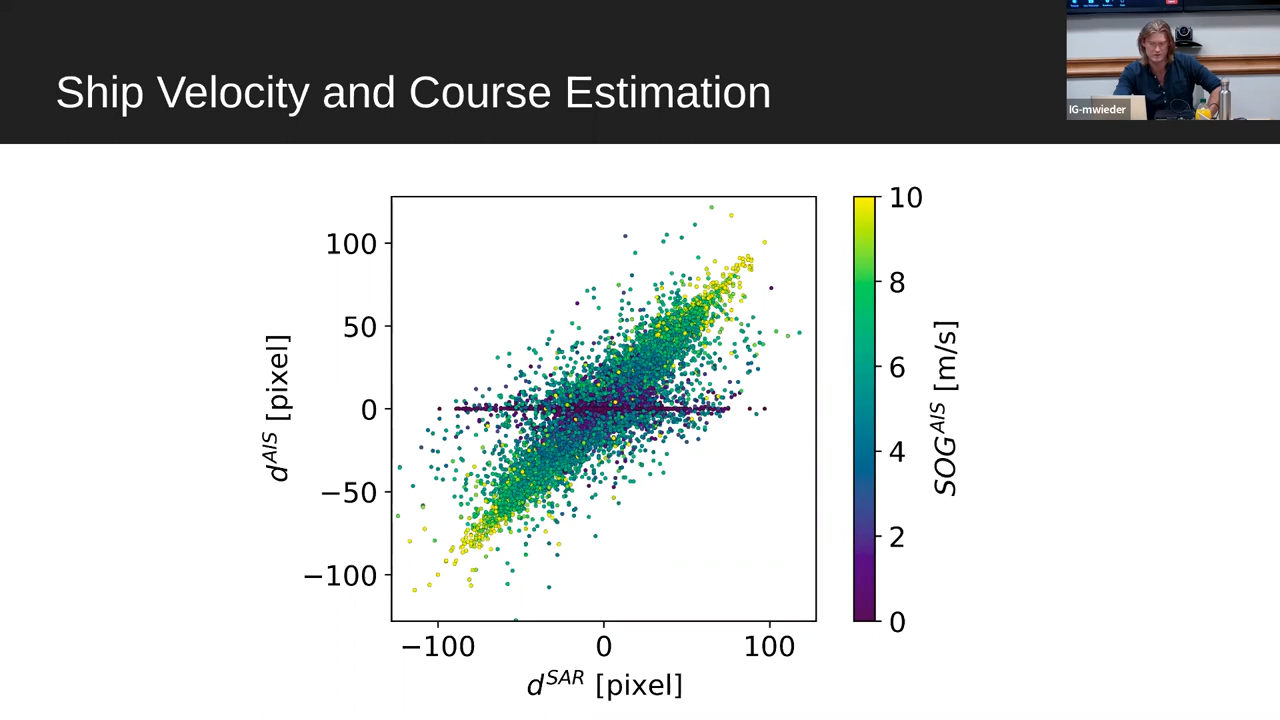 Ship Velocity and Course Estimation
IG-mwieder
100
50
0
−50
−100
d^AIS [pixel]
−100
0
100
d^SAR [pixel]
10
8
6
4
2
0
SOG^AIS [m/s]